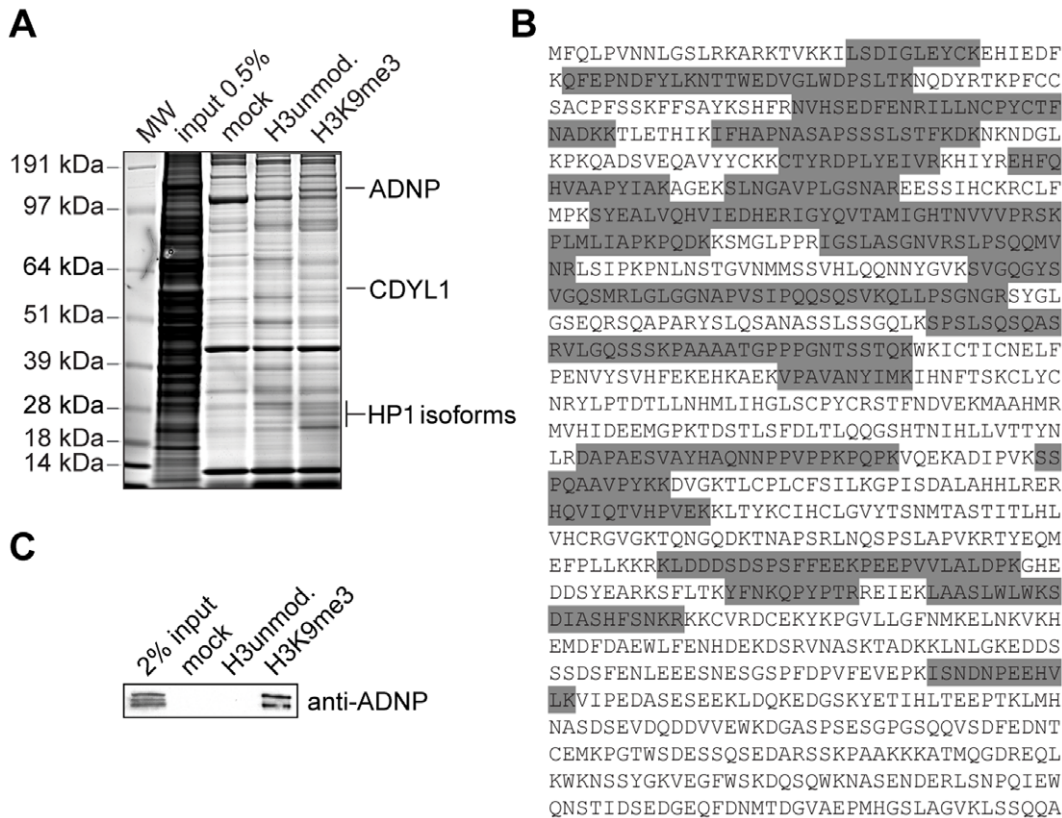 A
MW
input 0.5%
mock
H3unmod.
H3K9me3
191 kDa
97 kDa
64 kDa
51 kDa
39 kDa
28 kDa
18 kDa
14 kDa
ADNP
CDYL1
HP1 isoforms
C
2% input
mock
H3unmod.
H3K9me3
anti-ADNP
B
MFQLPVNNLGSLRKARKTVKKILSDIGLEYCKEHIEDF
KQFEPNDFYLKNTTWEDVGLWDPSLTKNQDYRTKPFCC
SACPFSSKFFSAYKSHFRNVHSEDFENRILLNCPYCTF
NADKKTLETHIKIFHAPNASAPSSSLSTFKDKNKNDGL
KPKQADSVEQAVYYCKKCTYRDPLYEIVRKHIYREHFQ
HVAAPYIAKAGEKSLNGAVPLGSNAREESSIHCKRCLF
MPKSYEALVQHVIEDHERIGYQVTAMIGHTNVVVPRSK
PLMLIAPKPQDKKSMGLPPRIGSLASGNVRSLPSQQMV
NRLSIPKPNLNSTGVNMMSSVHLQQNNYGVKSVGQGYS
VGQSMRLGLGGNAPVSIPQQSQSVKQLLPSGNGRSYGL
GSEQRSQAPARYSLQSANASSLSSGQLKSPSLSQSQAS
RVLGQSSSKPAAAATGPPPGNTSSTQKWKICTICNELF
PENVYSVHFEKEHKAEKVPAVANYIMKIHNFTSKCLYC
NRYLPTDTLLNHMLIHGLSCPYCRSTFNDVEKMAAHMR
MVHIDEEMGPKTDSTLSFDLTLQQGSHTNIHLLVTTYN
LRDAPAESVAYHAQNNPPVPPKPQPKVQEKADIPVKSS
PQAAVPYKKDVGKTLCPLCFSILKGPISDALAHHLRER
HQVIQTVHPVEKKLTYKCIHCLGVYTSNMTASTITLHL
VHCRGVGKTQNGQDKTNAPSRLNQSPSLAPVKRTYEQM
EFPLLKKRKLDDDSDSPSFFEEKPEEPVVLALDPKGHE
DDSYEARKSFLTKYFNKQPYPTRREIEKLAASLWLWKS
DIASHFSNKRKKCVRDCEKYKPGVLLGFNMKELNKVKH
EMDFDAEWLFENHDEKDSRVNASKTADKKLNLGKEDDS
SSDSFENLEEESNESGSPFDPVFEVEPKISNDNPEEHV
LKVIPEDASESEEKLDQKEDGSKYETIHLTEEPTKLMH
NASDSEVDQDDVVEWKDGASPSESGPGSQQVSDFEDNT
CEMKPGTWSDESSQSEDARSSKPAAKKKATMQGDREQL
KWKNSSYGKVEGFWSKDQSQWKNASENDERLSNPQIEW
QNSTIDSEDGEQFDNMTDGVAEPMHGSLAGVKLSSQQA